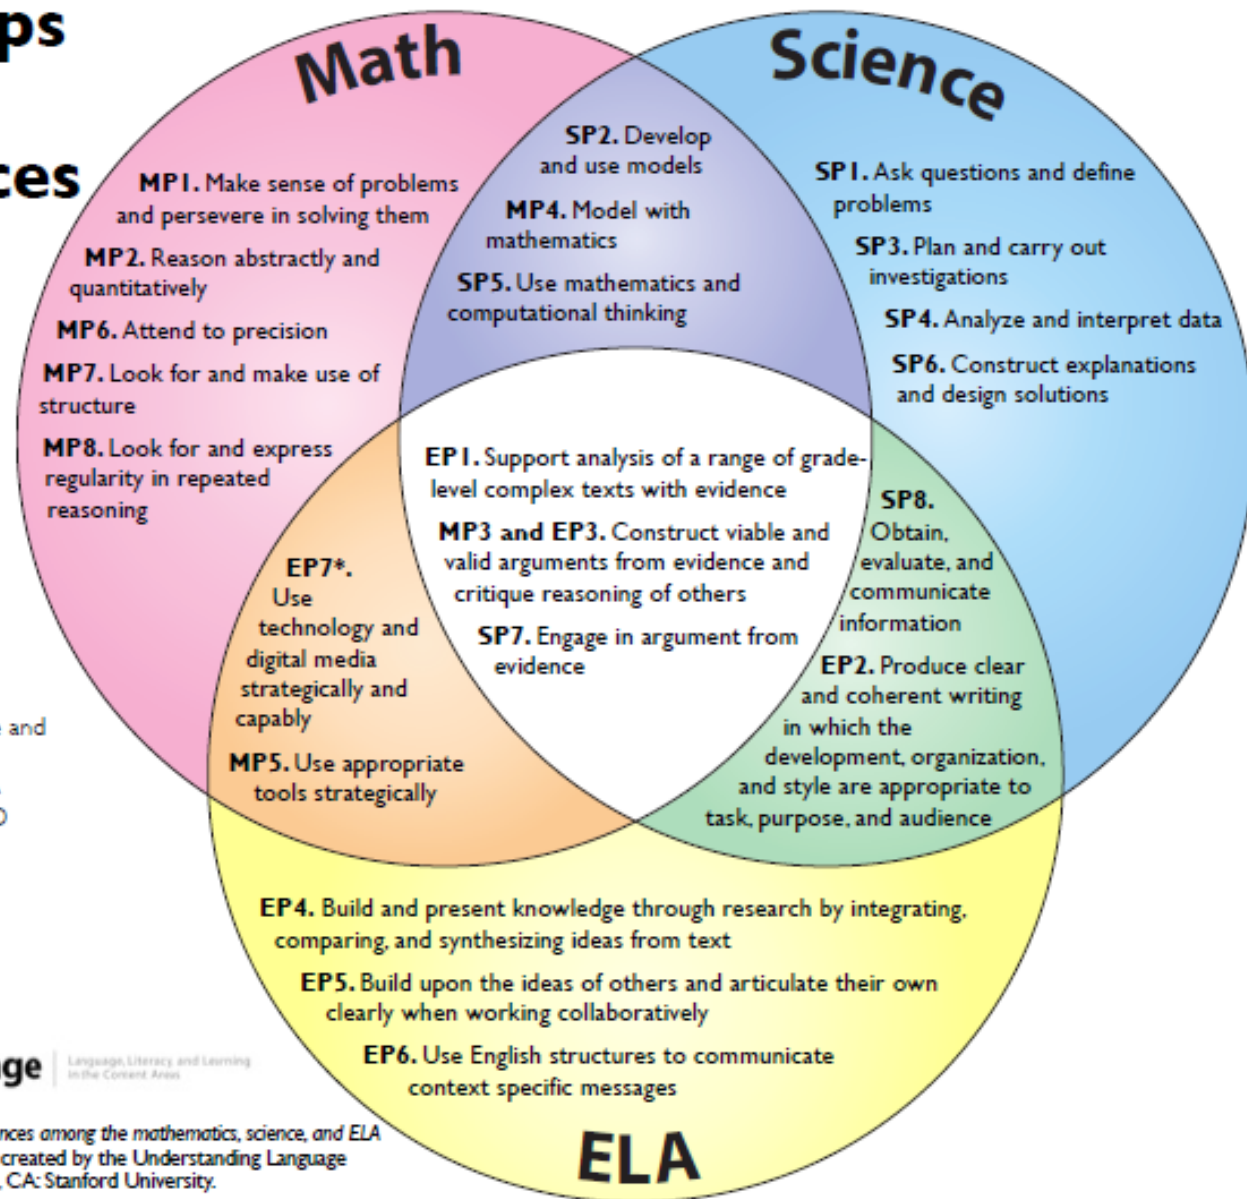 ps
ces
Math
Science
MP1. Make sense of problems
and persevere in solving them
MP2. Reason abstractly and
quantitatively
MP6. Attend to precision
MP7. Look for and make use of
structure
MP8. Look for and express
regularity in repeated
reasoning
SP2. Develop
and use models
MP4. Model with
mathematics
SP5. Use mathematics and
computational thinking
SP1. Ask questions and define
problems
SP3. Plan and carry out
investigations
SP4. Analyze and interpret data
SP6. Construct explanations
and design solutions
EP1. Support analysis of a range of grade-
level complex texts with evidence
MP3 and EP3. Construct viable and
valid arguments from evidence and
critique reasoning of others
SP7. Engage in argument from
evidence
EP7*.
Use
technology and
digital media
strategically and
capably
MP5. Use appropriate
tools strategically
SP8.
Obtain,
evaluate, and
communicate
information
EP2. Produce clear
and coherent writing
in which the
development, organization,
and style are appropriate to
task, purpose, and audience
and
EP4. Build and present knowledge through research by integrating,
comparing, and synthesizing ideas from text
EP5. Build upon the ideas of others and articulate their own
clearly when working collaboratively
EP6. Use English structures to communicate
context specific messages
ELA
ge
Language, Literacy, and Learning
in the Content Areas
nces among the mathematics, science, and ELA
created by the Understanding Language
, CA: Stanford University.